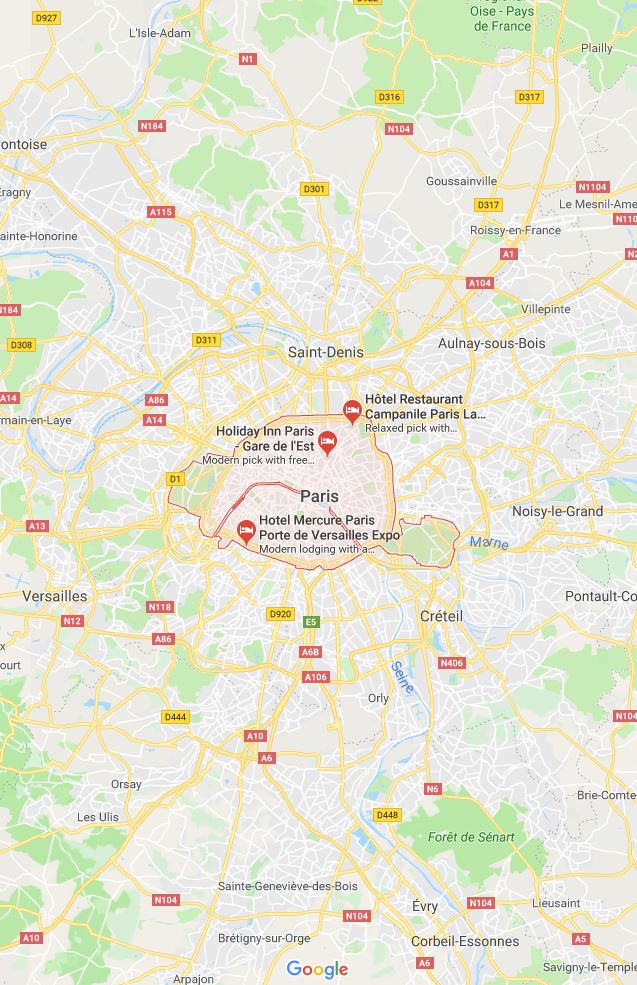 D922
D927
Oise - Pays
de France
L'Isle-Adam
Plailly
N1
D316
D317
N184
N104
ontoise
Goussainville
D301
N1104
Eragny
D317
Le Mesnil-Ame
A115
N110
Roissy-en-France
ainte-Honorine
A1
A104
N184
Villepinte
D311
D308
Saint-Denis
Aulnay-sous-Bois
A14
A86
Hôtel Restaurant
Campanile Paris La...
Relaxed pick with...
main-en-Laye
A14
Holiday Inn Paris
- Gare de l'Est
Modern pick with free...
D1
Paris
Noisy-le-Grand
A13
Hotel Mercure Paris
Porte de Versailles Expo
Modern lodging with a...
Marne
Versailles
Pontault-Co
N118
D920
Créteil
N12
E5
A86
A6B
court
N406
A106
Seine
Orly
D444
N104
A10
A6
Orsay
N6
Brie-Comte
Les Ulis
D448
Forêt de Sénart
Sainte-Geneviève-des-Bois
N104
N104
Lieusaint
Évry
N104
A10
Brétigny-sur-Orge
Corbeil-Essonnes
A5
A6
Savigny-le-Temple
Google
Arpajon